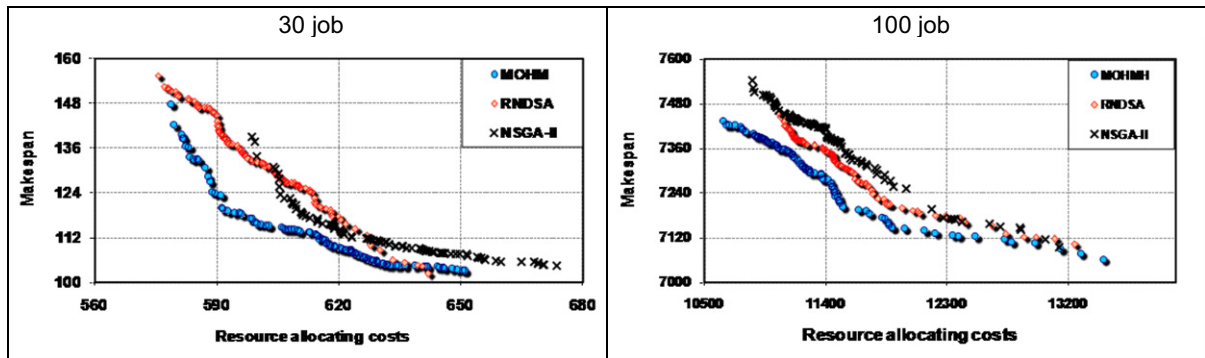 30 job
160
148
136
124
112
100
Makespan
560
590
620
650
680
Resource allocating costs
MOHM
RNDSA
NSGA-II
100 job
7600
7480
7360
7240
7120
7000
Makespan
10500
11400
12300
13200
Resource allocating costs
MOHMH
RNDSA
NSGA-II